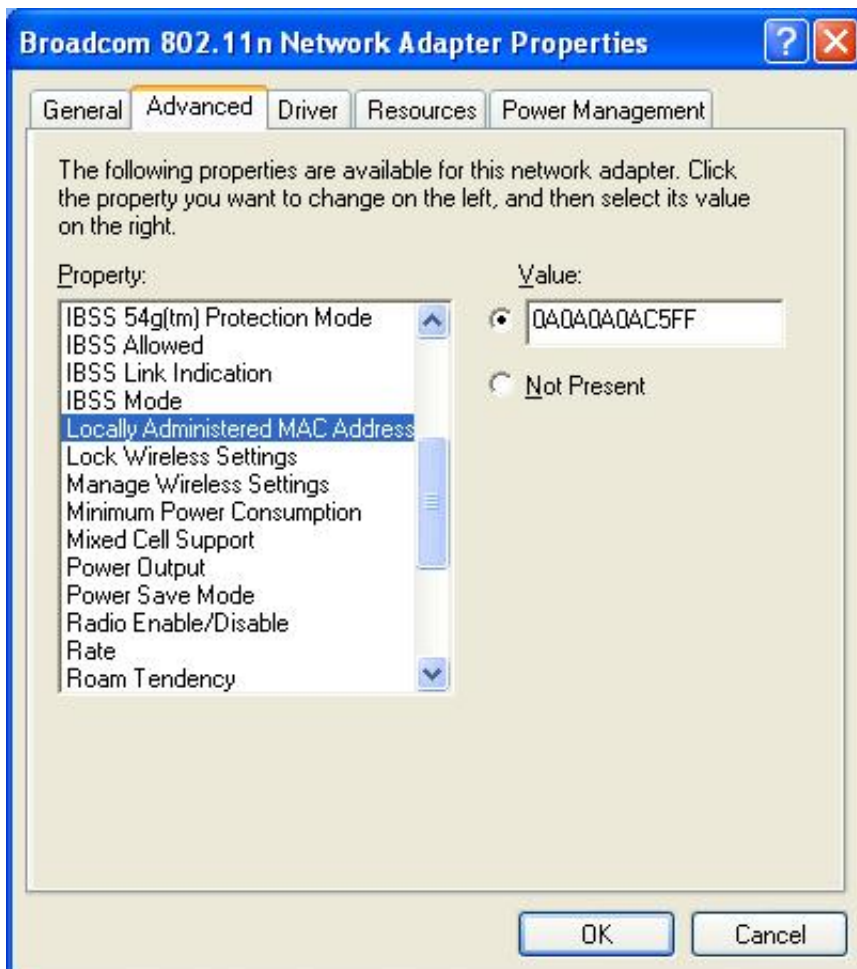 Broadcom 802.11n Network Adapter Properties
General Advanced Driver Resources Power Management
The following properties are available for this network adapter. Click
the property you want to change on the left, and then select its value
on the right.
Property:
IBSS 54g(tm) Protection Mode
IBSS Allowed
IBSS Link Indication
IBSS Mode
Locally Administered MAC Address
Lock Wireless Settings
Manage Wireless Settings
Minimum Power Consumption
Mixed Cell Support
Power Output
Power Save Mode
Radio Enable/Disable
Rate
Roam Tendency
Value:
0A0A0A0AC5FF
Not Present
OK Cancel